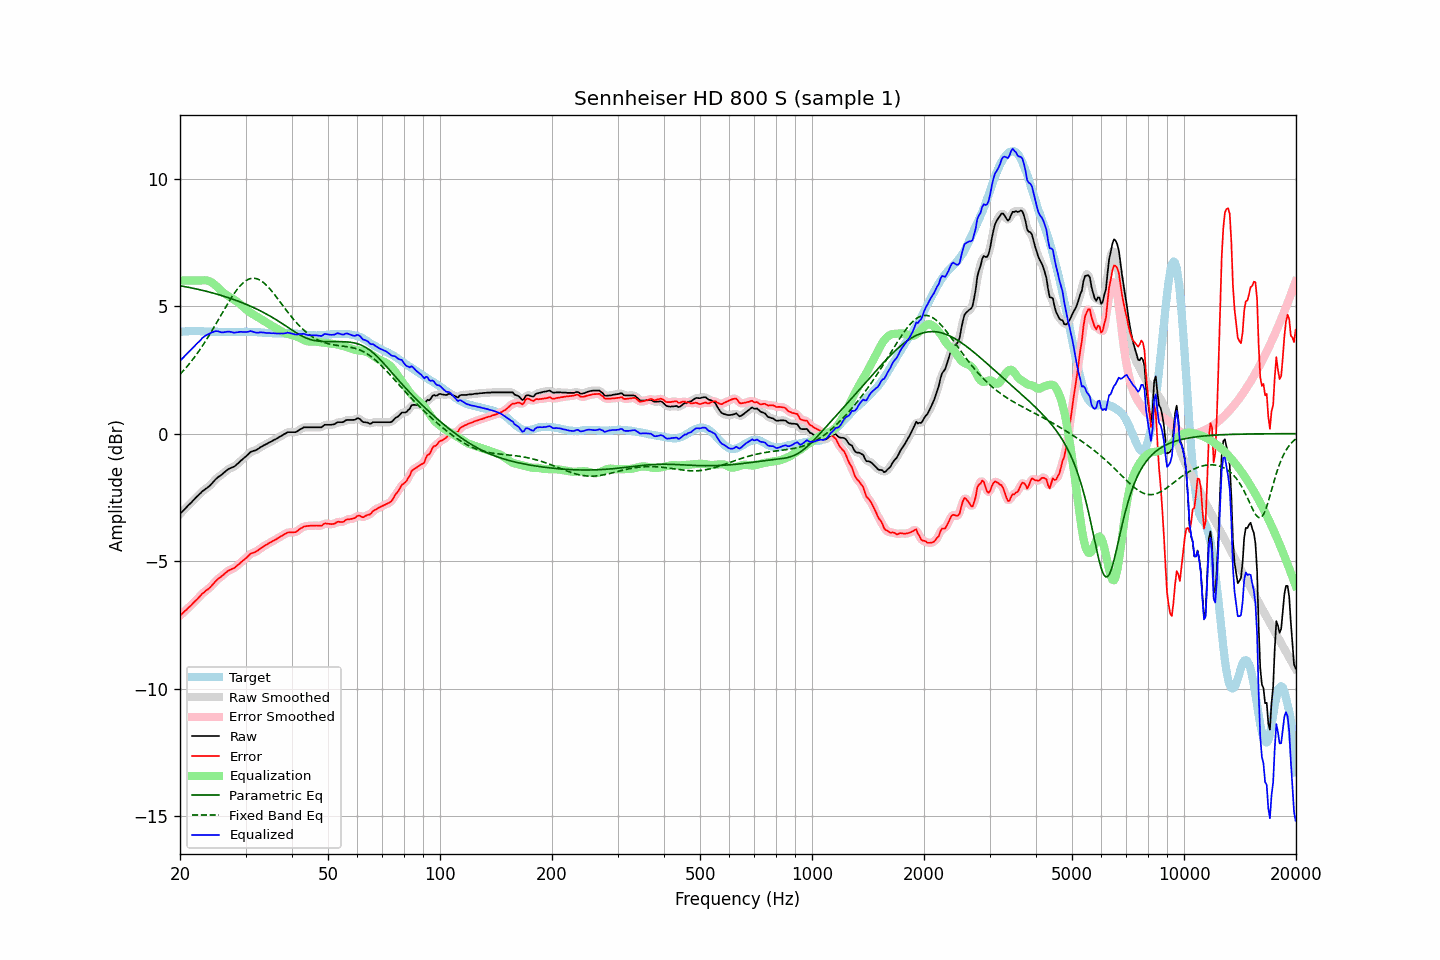 Sennheiser HD 800 S (sample 1)
Amplitude (dBr)
10
5
0
−5
−10
−15
Target
Raw Smoothed
Error Smoothed
Raw
Error
Equalization
Parametric Eq
Fixed Band Eq
Equalized
20 50 100 200 500 1000 2000 5000 10000 20000
Frequency (Hz)